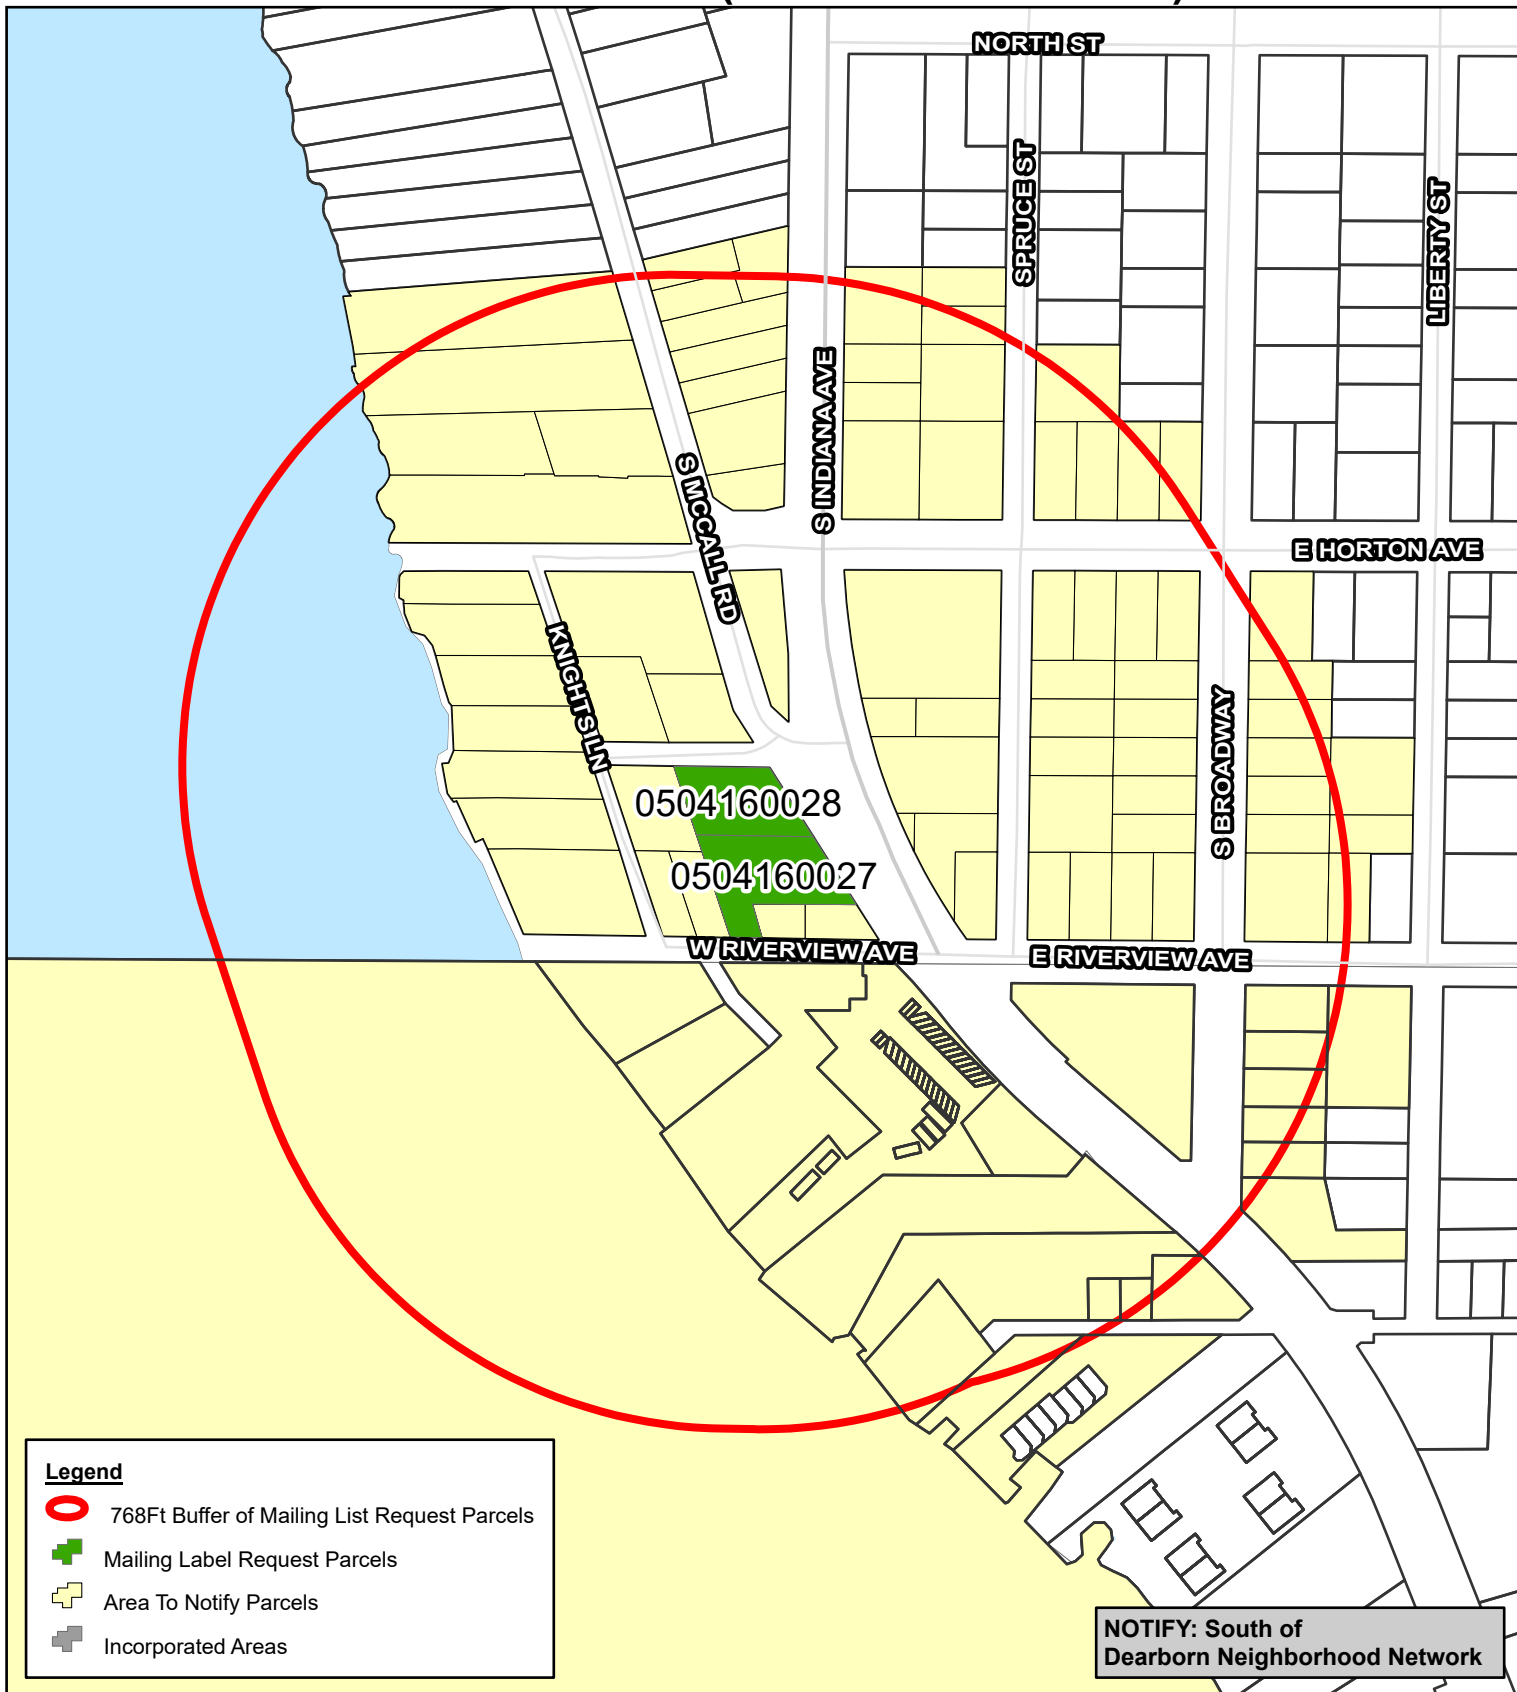 NORTH ST
SPRUCE ST
LIBERTY ST
S INDIANA AVE
S MCCALL RD
E HORTON AVE
KNIGHTS LN
S BROADWAY
0504160028
0504160027
W RIVERVIEW AVE
E RIVERVIEW AVE
Legend
768Ft Buffer of Mailing List Request Parcels
Mailing Label Request Parcels
Area To Notify Parcels
Incorporated Areas
NOTIFY: South of
Dearborn Neighborhood Network